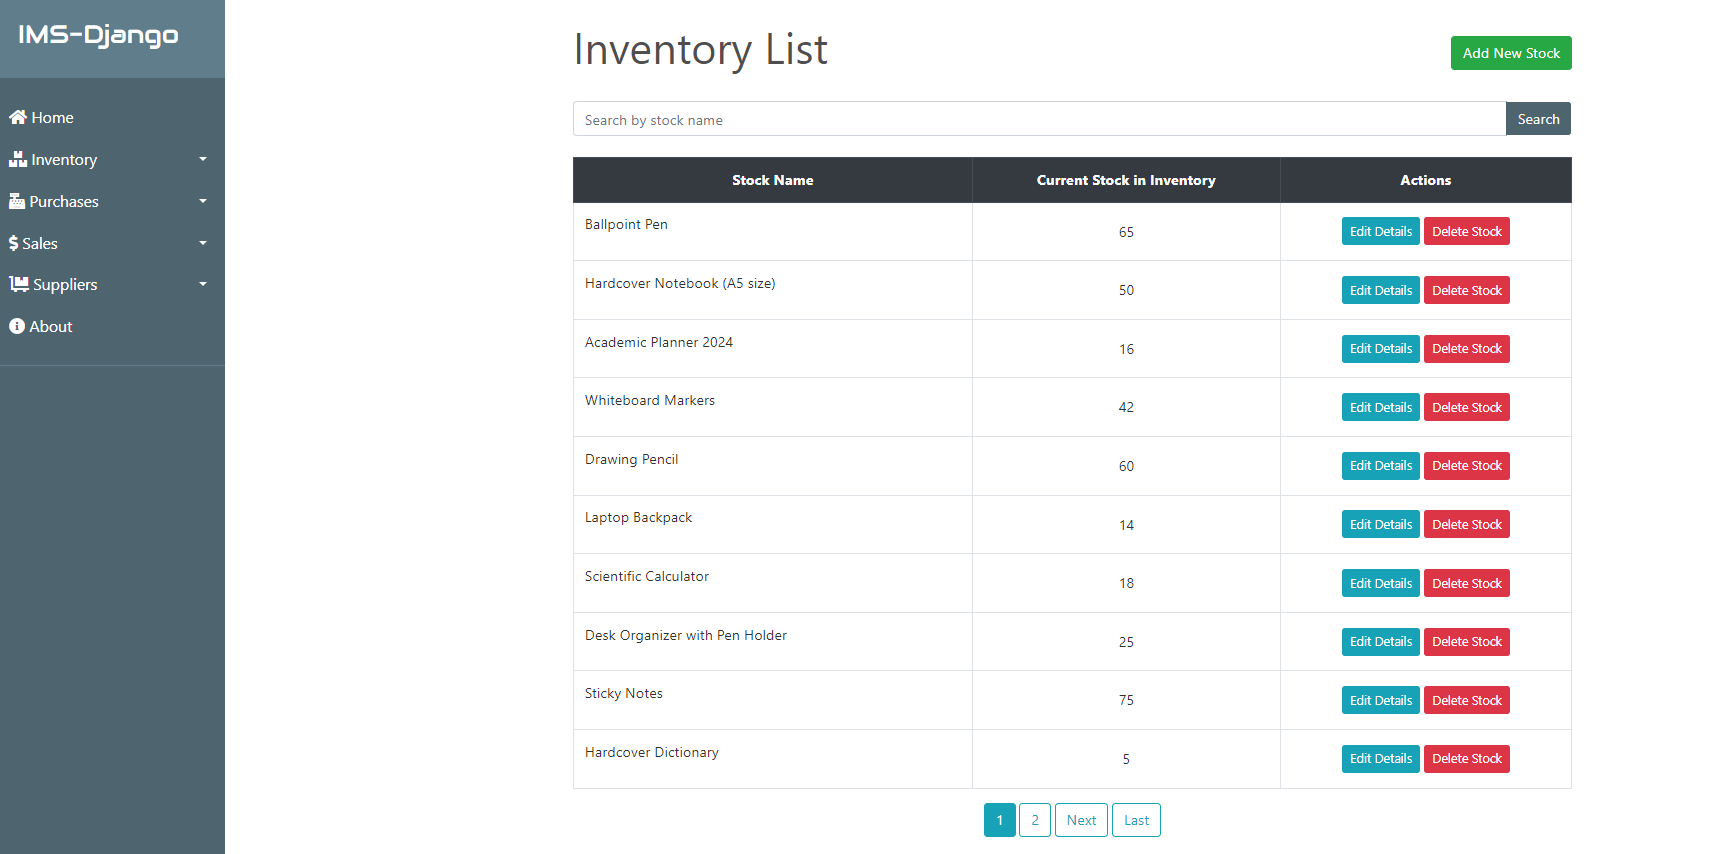 IMS-Django
Home
Inventory
Purchases
Sales
Suppliers
About
Inventory List
Add New Stock
Search by stock name
Search
Stock Name Current Stock in Inventory Actions
Ballpoint Pen 65 Edit Details Delete Stock
Hardcover Notebook (A5 size) 50 Edit Details Delete Stock
Academic Planner 2024 16 Edit Details Delete Stock
Whiteboard Markers 42 Edit Details Delete Stock
Drawing Pencil 60 Edit Details Delete Stock
Laptop Backpack 14 Edit Details Delete Stock
Scientific Calculator 18 Edit Details Delete Stock
Desk Organizer with Pen Holder 25 Edit Details Delete Stock
Sticky Notes 75 Edit Details Delete Stock
Hardcover Dictionary 5 Edit Details Delete Stock
1 2 Next Last